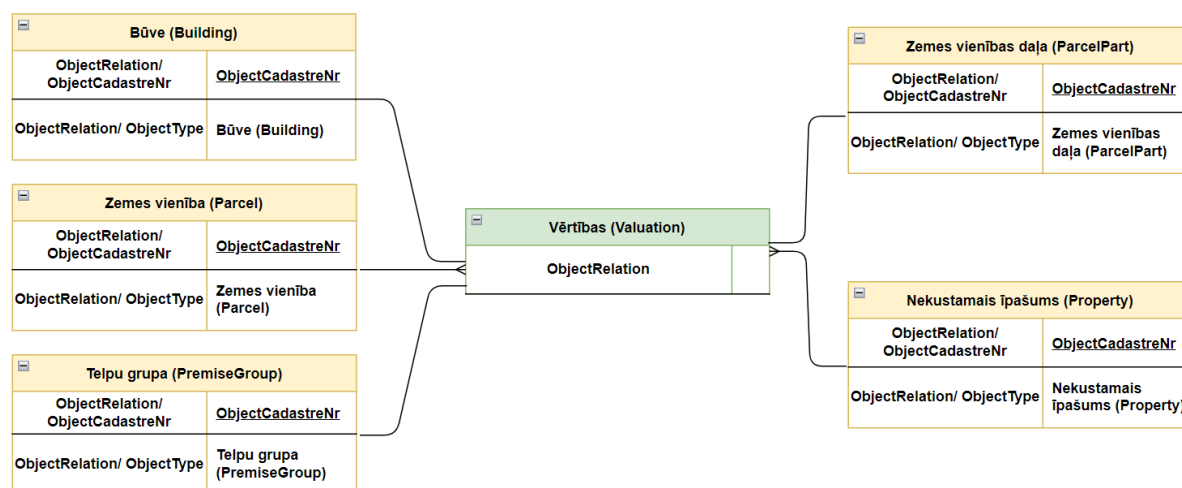 Būve (Building)
ObjectRelation/
ObjectCadastreNr
ObjectCadastreNr
ObjectRelation/ ObjectType
Būve (Building)
Zemes vienība (Parcel)
ObjectRelation/
ObjectCadastreNr
ObjectCadastreNr
ObjectRelation/ ObjectType
Zemes vienība
(Parcel)
Telpu grupa (PremiseGroup)
ObjectRelation/
ObjectCadastreNr
ObjectCadastreNr
ObjectRelation/ ObjectType
Telpu grupa
(PremiseGroup)
Vērtības (Valuation)
ObjectRelation
Zemes vienības daļa (ParcelPart)
ObjectRelation/
ObjectCadastreNr
ObjectCadastreNr
ObjectRelation/ ObjectType
Zemes vienības
daļa (ParcelPart)
Nekustamais īpašums (Property)
ObjectRelation/
ObjectCadastreNr
ObjectCadastreNr
ObjectRelation/ ObjectType
Nekustamais
īpašums (Property)